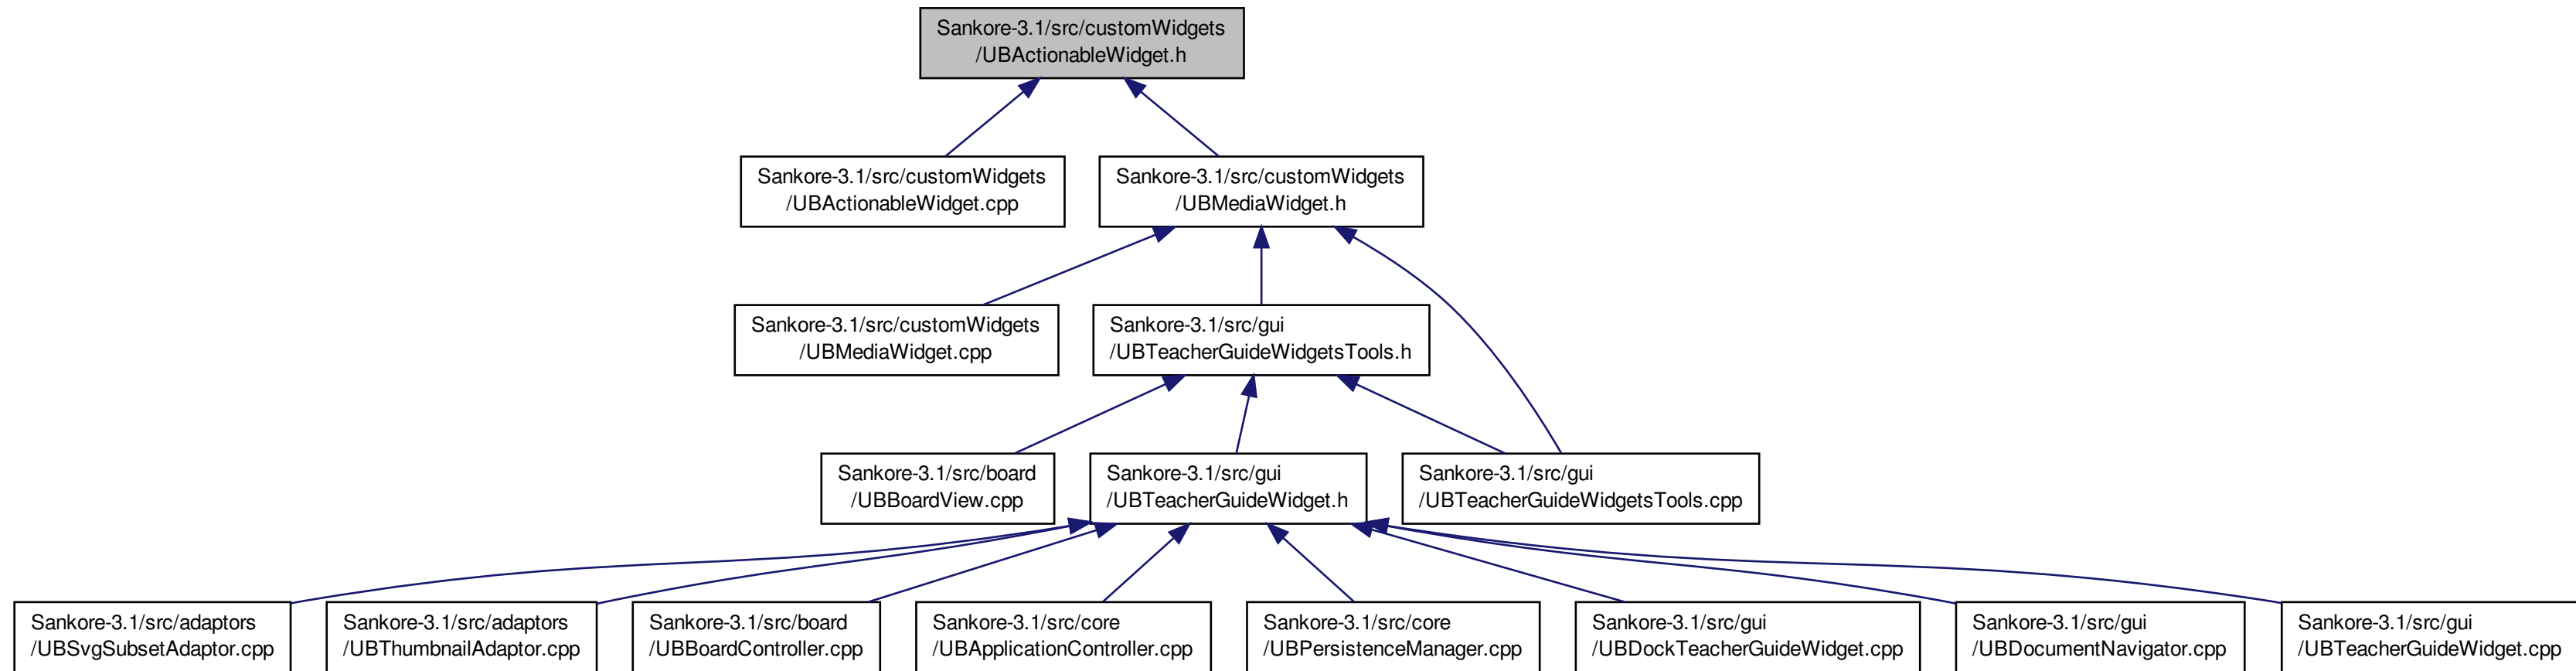 Sankore-3.1/src/customWidgets
/UBActionableWidget.h
Sankore-3.1/src/customWidgets
/UBActionableWidget.cpp
Sankore-3.1/src/customWidgets
/UBMediaWidget.h
Sankore-3.1/src/customWidgets
/UBMediaWidget.cpp
Sankore-3.1/src/gui
/UBTeacherGuideWidgetsTools.h
Sankore-3.1/src/board
/UBBoardView.cpp
Sankore-3.1/src/gui
/UBTeacherGuideWidget.h
Sankore-3.1/src/gui
/UBTeacherGuideWidgetsTools.cpp
Sankore-3.1/src/adaptors
/UBSvgSubsetAdaptor.cpp
Sankore-3.1/src/adaptors
/UBThumbnailAdaptor.cpp
Sankore-3.1/src/board
/UBBoardController.cpp
Sankore-3.1/src/core
/UBApplicationController.cpp
Sankore-3.1/src/core
/UBPersistenceManager.cpp
Sankore-3.1/src/gui
/UBDockTeacherGuideWidget.cpp
Sankore-3.1/src/gui
/UBDocumentNavigator.cpp
Sankore-3.1/src/gui
/UBTeacherGuideWidget.cpp